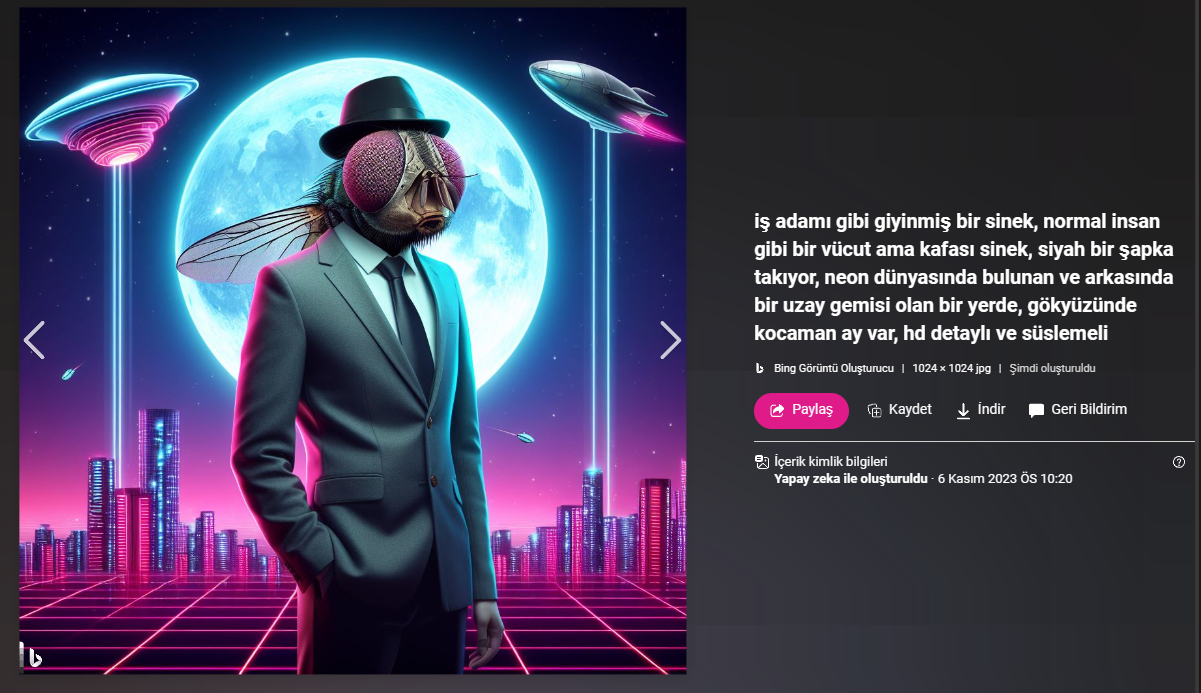 iş adamı gibi giyinmiş bir sinek, normal insan
gibi bir vücut ama kafası sinek, siyah bir şapka
takıyor, neon dünyasında bulunan ve arkasında
bir uzay gemisi olan bir yerde, gökyüzünde
kocaman ay var, hd detaylı ve süslemeli
Bing Görüntü Oluşturucu | 1024 × 1024 jpg | Şimdi oluşturuldu
Paylaş Kaydet İndir Geri Bildirim
İçerik kimlik bilgileri
Yapay zeka ile oluşturuldu · 6 Kasım 2023 ÖS 10:20